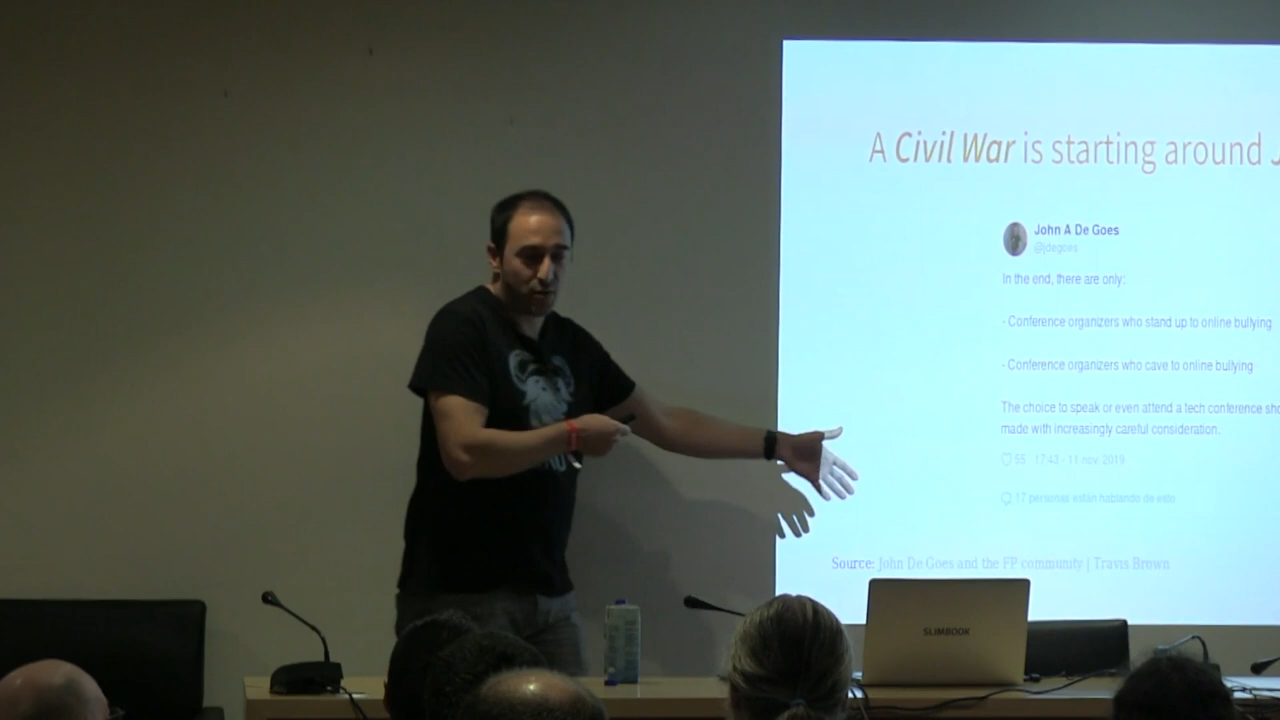 A Civil War is starting around
John A De Goes
@jdegoes
In the end, there are only:
- Conference organizers who stand up to online bullying
- Conference organizers who cave to online bullying
The choice to speak or even attend a tech conference
made with increasingly careful consideration.
55 17:43 - 11 nov. 2019
17 personas están hablando de esto
Source: John De Goes and the FP community | Travis Brown
SLIMBOOK